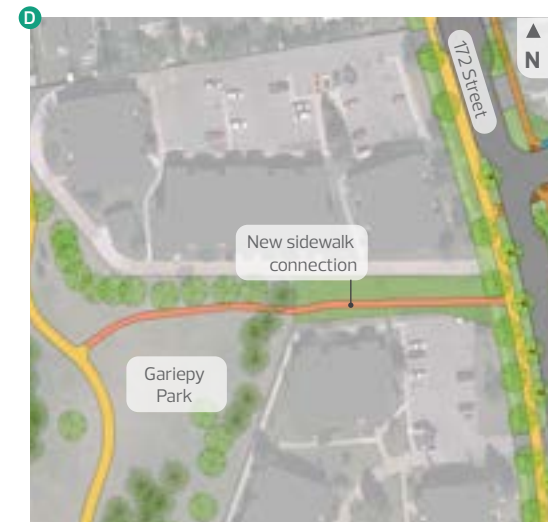 D
172 Street
N
New sidewalk
connection
Gariepy
Park